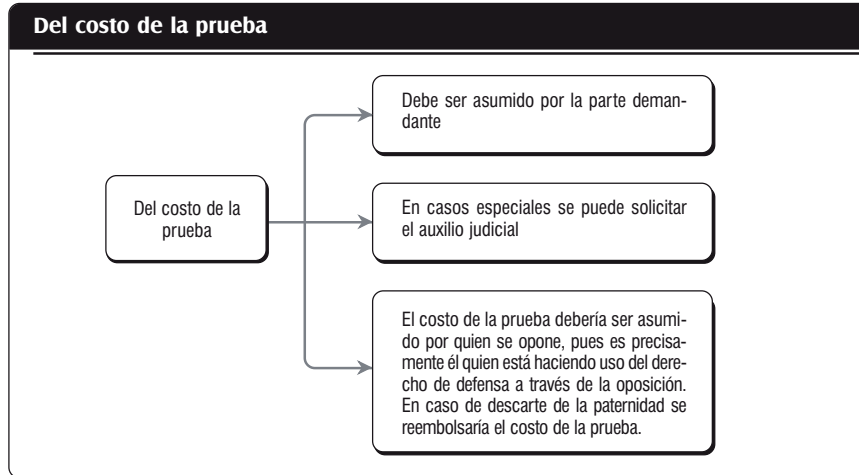 Del costo de la prueba
Debe ser asumido por la parte deman-
dante
Del costo de la
prueba
En casos especiales se puede solicitar
el auxilio judicial
El costo de la prueba debería ser asumi-
do por quien se opone, pues es precisa-
mente él quien está haciendo uso del dere-
cho de defensa a través de la oposición.
En caso de descarte de la paternidad se
reembolsaría el costo de la prueba.